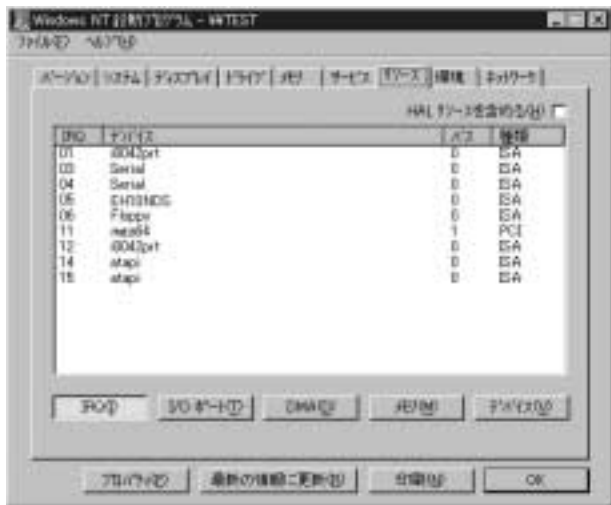 Windows NT 診断プログラム - ¥¥TEST
ファイル(F) ヘルプ(H)
バージョン システム ディスプレイ ドライブ メモリ サービス リソース 環境 ネットワーク
HAL リソースを含める(H)
IRQ デバイス バス 種類
01 i8042prt 0 ISA
03 Serial 0 ISA
04 Serial 0 ISA
05 0 ISA
06 Floppy 0 ISA
11 mga64 1 PCI
12 i8042prt 0 ISA
14 atapi 0 ISA
15 atapi 0 ISA
IRQ(I) I/O ポート(T) DMA(D) メモリ(M) デバイス(V)
プロパティ(P) 最新の情報に更新(R) 印刷(N) OK